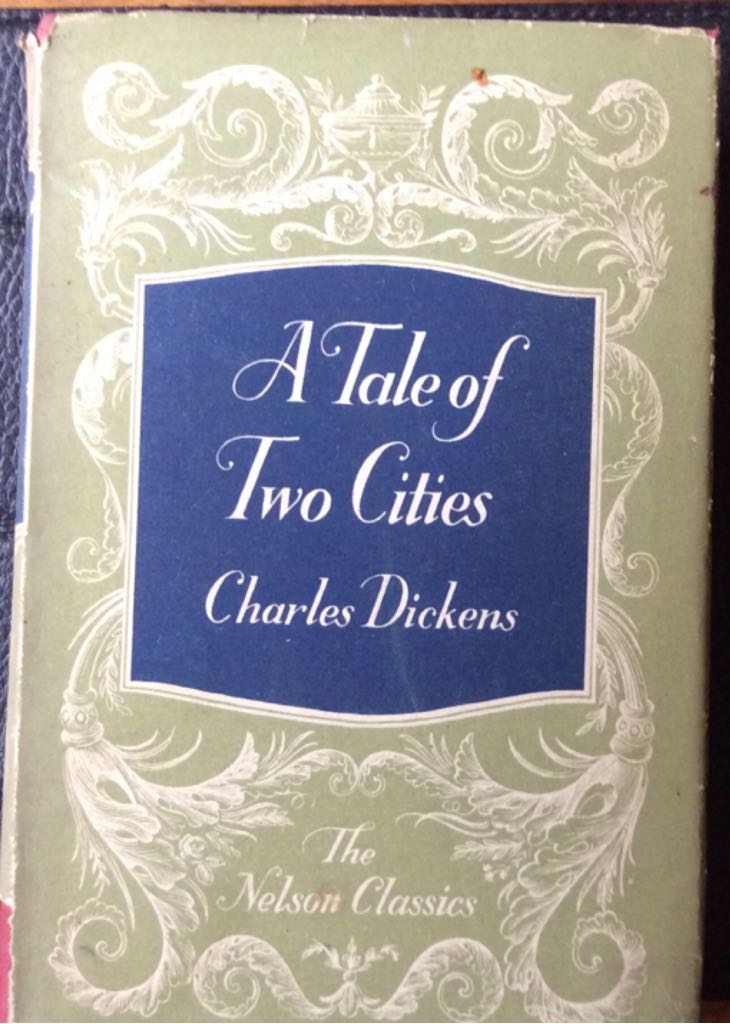 A Tale of
Two Cities
Charles Dickens
The
Nelson Classics